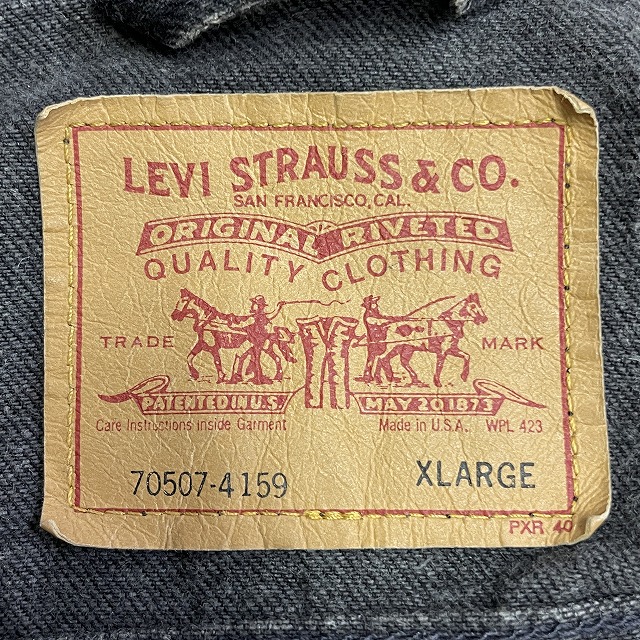 LEVI STRAUSS & CO.
SAN FRANCISCO, CAL.
ORIGINAL RIVETED
QUALITY CLOTHING
TRADE MARK
PATENTED IN U.S. MAY 20 1873
Care Instructions inside Garment Made in U.S.A. WPL 423
70507-4159 XLARGE
PXR 40